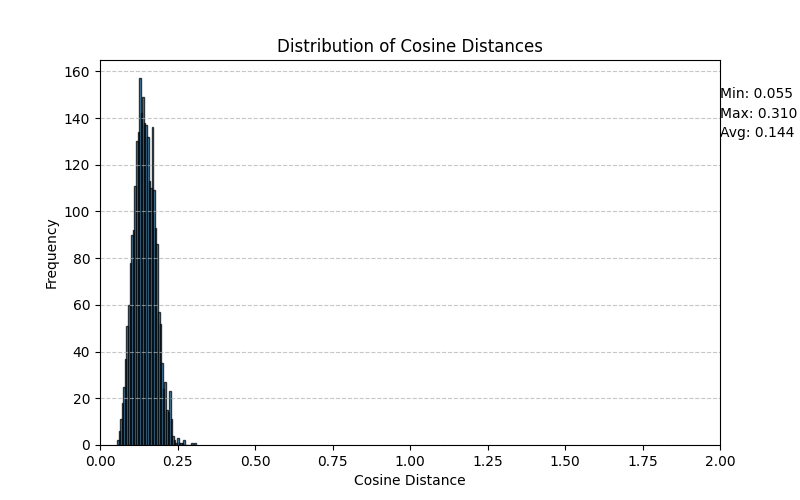 Distribution of Cosine Distances
Min: 0.055
Max: 0.310
Avg: 0.144
Frequency
160
140
120
100
80
60
40
20
0
0.00 0.25 0.50 0.75 1.00 1.25 1.50 1.75 2.00
Cosine Distance